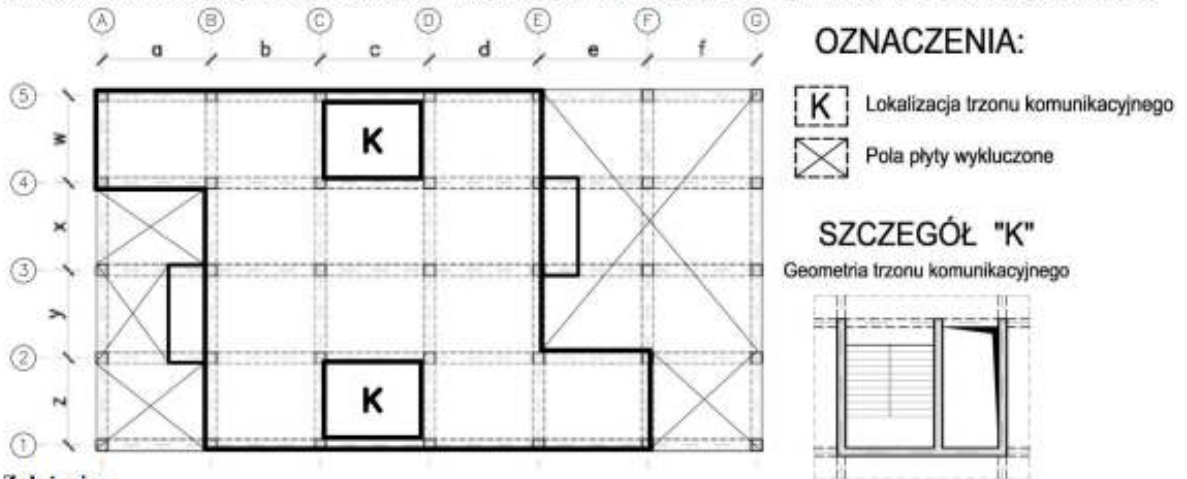 A B C D E F G
a b c d e f
OZNACZENIA:
5
w
K
K Lokalizacja trzonu komunikacyjnego
Pola płyty wykluczone
4
x
3
SZCZEGÓŁ "K"
Geometria trzonu komunikacyjnego
y
2
z
K
1